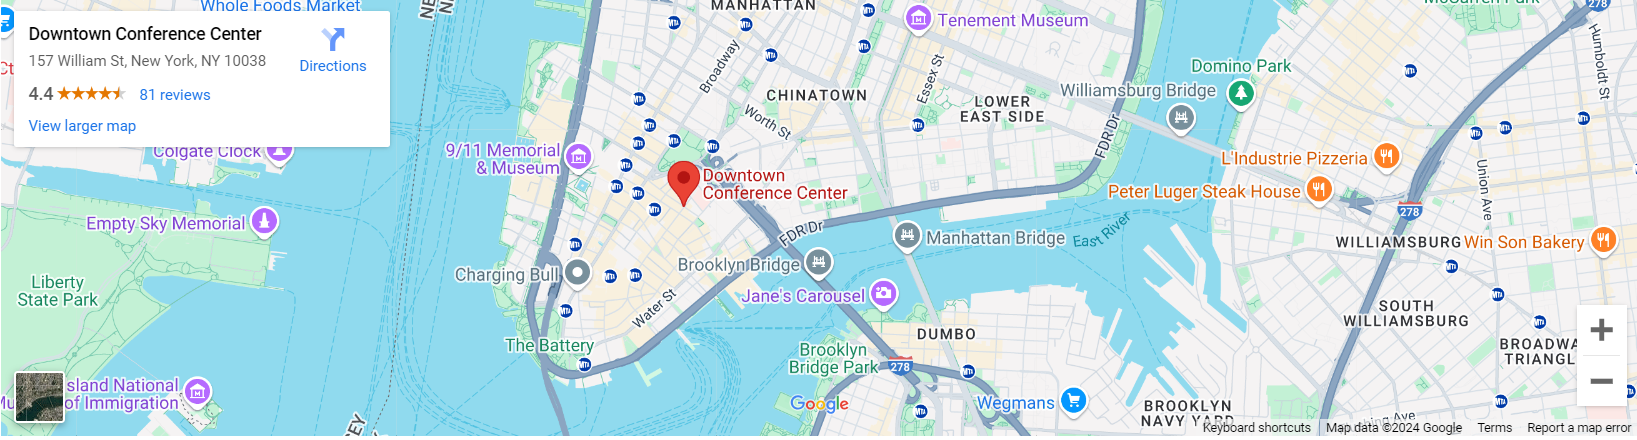 Whole Foods Market
Downtown Conference Center
157 William St, New York, NY 10038
4.4
81 reviews
View larger map
Directions
Colgate Clock
Empty Sky Memorial
Liberty
State Park
sland National
of Immigration
MANHATTAN
Tenement Museum
Broadway
Essex St
CHINATOWN
Worth St
LOWER
EAST SIDE
FDR Dr
9/11 Memorial
& Museum
Downtown
Conference Center
Charging Bull
Water St
The Battery
FDR Dr
Brooklyn Bridge
Manhattan Bridge
East River
Jane's Carousel
DUMBO
Brooklyn
Bridge Park
278
Wegmans
Google
Domino Park
Williamsburg Bridge
278
Humboldt St
L'Industrie Pizzeria
Peter Luger Steak House
Union Ave
278
WILLIAMSBURG
Win Son Bakery
SOUTH
WILLIAMSBURG
BROADWA
TRIANGL
BROOKLYN
NAVY YARD
Keyboard shortcuts
Map data ©2024 Google
Terms
Report a map error